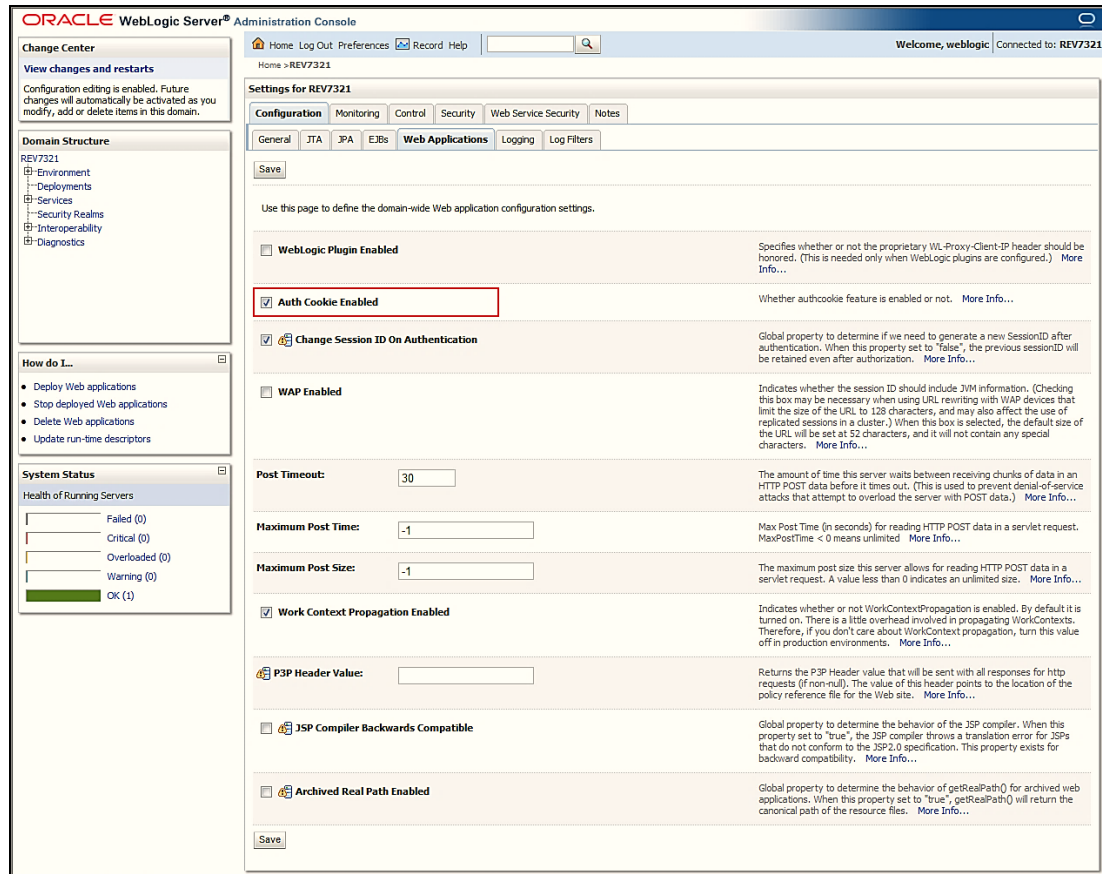 ORACLE WebLogic Server® Administration Console
Change Center
View changes and restarts
Configuration editing is enabled. Future
changes will automatically be activated as you
modify, add or delete items in this domain.
Domain Structure
REV7321
Environment
Deployments
Services
Security Realms
Interoperability
Diagnostics
How do I...
Deploy Web applications
Stop deployed Web applications
Delete Web applications
Update run-time descriptors
System Status
Health of Running Servers
Failed (0)
Critical (0)
Overloaded (0)
Warning (0)
OK (1)
Home Log Out Preferences Record Help
Welcome, weblogic Connected to: REV7321
Home >REV7321
Settings for REV7321
Configuration Monitoring Control Security Web Service Security Notes
General JTA JPA EJBs Web Applications Logging Log Filters
Save
Use this page to define the domain-wide Web application configuration settings.
WebLogic Plugin Enabled
Specifies whether or not the proprietary WL-Proxy-Client-IP header should be
honored. (This is needed only when WebLogic plugins are configured.) More
Info...
Auth Cookie Enabled
Whether authcookie feature is enabled or not. More Info...
Change Session ID On Authentication
Global property to determine if we need to generate a new SessionID after
authentication. When this property set to "false", the previous sessionID will
be retained even after authorization. More Info...
WAP Enabled
Indicates whether the session ID should include JVM information. (Checking
this box may be necessary when using URL rewriting with WAP devices that
limit the size of the URL to 128 characters, and may also affect the use of
replicated sessions in a cluster.) When this box is selected, the default size of
the URL will be set at 52 characters, and it will not contain any special
characters. More Info...
Post Timeout: 30
The amount of time this server waits between receiving chunks of data in an
HTTP POST data before it times out. (This is used to prevent denial-of-service
attacks that attempt to overload the server with POST data.) More Info...
Maximum Post Time: -1
Max Post Time (in seconds) for reading HTTP POST data in a servlet request.
MaxPostTime < 0 means unlimited More Info...
Maximum Post Size: -1
The maximum post size this server allows for reading HTTP POST data in a
servlet request. A value less than 0 indicates an unlimited size. More Info...
Work Context Propagation Enabled
Indicates whether or not WorkContextPropagation is enabled. By default it is
turned on. There is a little overhead involved in propagating WorkContexts.
Therefore, if you don't care about WorkContext propagation, turn this value
off in production environments. More Info...
P3P Header Value:
Returns the P3P Header value that will be sent with all responses for http
requests (if non-null). The value of this header points to the location of the
policy reference file for the Web site. More Info...
JSP Compiler Backwards Compatible
Global property to determine the behavior of the JSP compiler. When this
property set to "true", the JSP compiler throws a translation error for JSPs
that do not conform to the JSP2.0 specification. This property exists for
backward compatibility. More Info...
Archived Real Path Enabled
Global property to determine the behavior of getRealPath() for archived web
applications. When this property set to "true", getRealPath() will return the
canonical path of the resource files. More Info...
Save